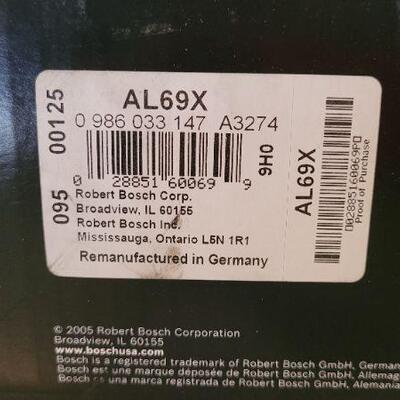 AL69X
0 986 033 147 A3274
0 28851 60069 9
9H0
095 00125
Robert Bosch Corp.
Broadview, IL 60155
Robert Bosch Inc.
Mississauga, Ontario L5N 1R1
Remanufactured in Germany
AL69X
D02885160069PD
Proof of Purchase
© 2005 Robert Bosch Corporation
Broadview, IL 60155
www.boschusa.com
Bosch is a registered trademark of Robert Bosch GmbH, German
Bosch est une marque déposée de Robert Bosch GmbH, Allemag
Bosch es una marca registrada de Robert Bosch GmbH, Alemania